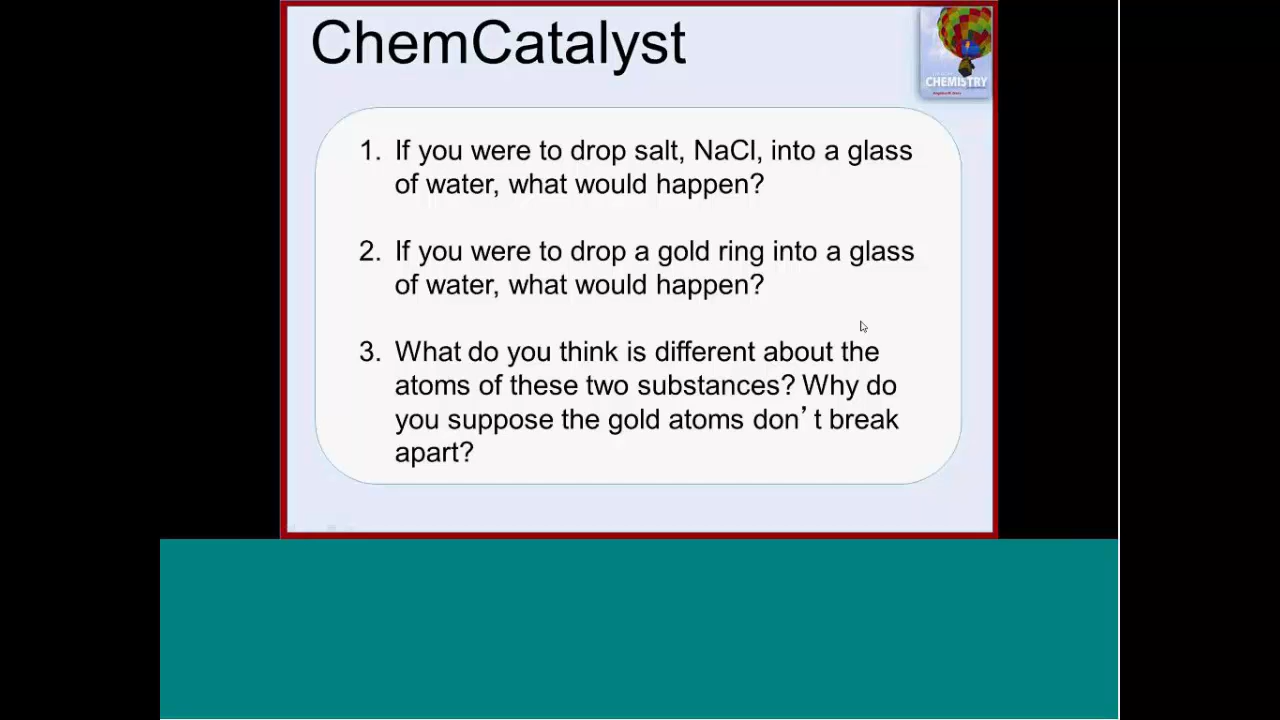 ChemCatalyst
CHEMISTRY
1. If you were to drop salt, NaCl, into a glass
of water, what would happen?
2. If you were to drop a gold ring into a glass
of water, what would happen?
3. What do you think is different about the
atoms of these two substances? Why do
you suppose the gold atoms don’t break
apart?